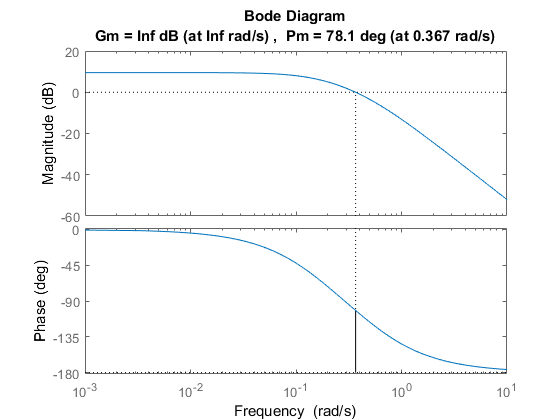 Bode Diagram
Gm = Inf dB (at Inf rad/s) , Pm = 78.1 deg (at 0.367 rad/s)
20
0
-20
-40
-60
Magnitude (dB)
0
-45
-90
-135
-180
Phase (deg)
10^-3 10^-2 10^-1 10^0 10^1
Frequency (rad/s)